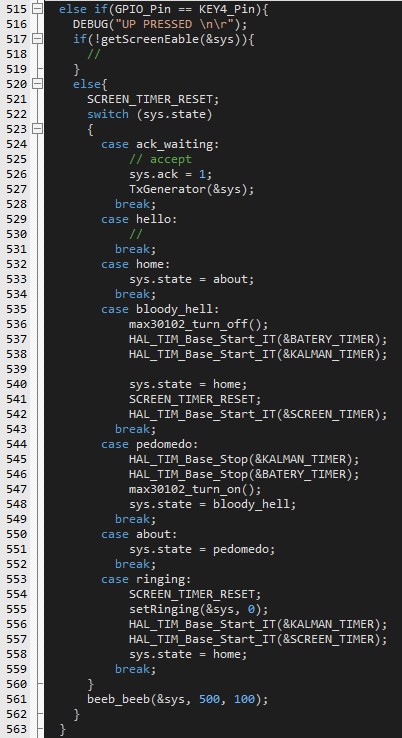 515 else if(GPIO_Pin == KEY4_Pin){
516 DEBUG("UP PRESSED \n\r");
517 if(!getScreenEable(&sys)){
518 //
519 }
520 else{
521 SCREEN_TIMER_RESET;
522 switch (sys.state)
523 {
524 case ack_waiting:
525 // accept
526 sys.ack = 1;
527 TxGenerator(&sys);
528 break;
529 case hello:
530 //
531 break;
532 case home:
533 sys.state = about;
534 break;
535 case bloody_hell:
536 max30102_turn_off();
537 HAL_TIM_Base_Start_IT(&BATERY_TIMER);
538 HAL_TIM_Base_Start_IT(&KALMAN_TIMER);
539
540 sys.state = home;
541 SCREEN_TIMER_RESET;
542 HAL_TIM_Base_Start_IT(&SCREEN_TIMER);
543 break;
544 case pedomedo:
545 HAL_TIM_Base_Stop(&KALMAN_TIMER);
546 HAL_TIM_Base_Stop(&BATERY_TIMER);
547 max30102_turn_on();
548 sys.state = bloody_hell;
549 break;
550 case about:
551 sys.state = pedomedo;
552 break;
553 case ringing:
554 SCREEN_TIMER_RESET;
555 setRinging(&sys, 0);
556 HAL_TIM_Base_Start_IT(&KALMAN_TIMER);
557 HAL_TIM_Base_Start_IT(&SCREEN_TIMER);
558 sys.state = home;
559 break;
560 }
561 beeb_beeb(&sys, 500, 100);
562 }
563 }